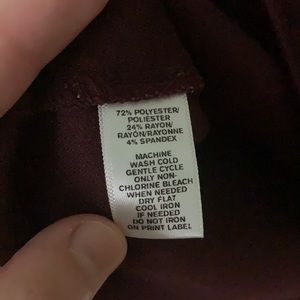 72% POLYESTER/
POLIÉSTER
24% RAYON/
RAYÓN/RAYONNE
4% SPANDEX
MACHINE
WASH COLD
GENTLE CYCLE
ONLY NON-
CHLORINE BLEACH
WHEN NEEDED
DRY FLAT
COOL IRON
IF NEEDED
DO NOT IRON
ON PRINT LABEL